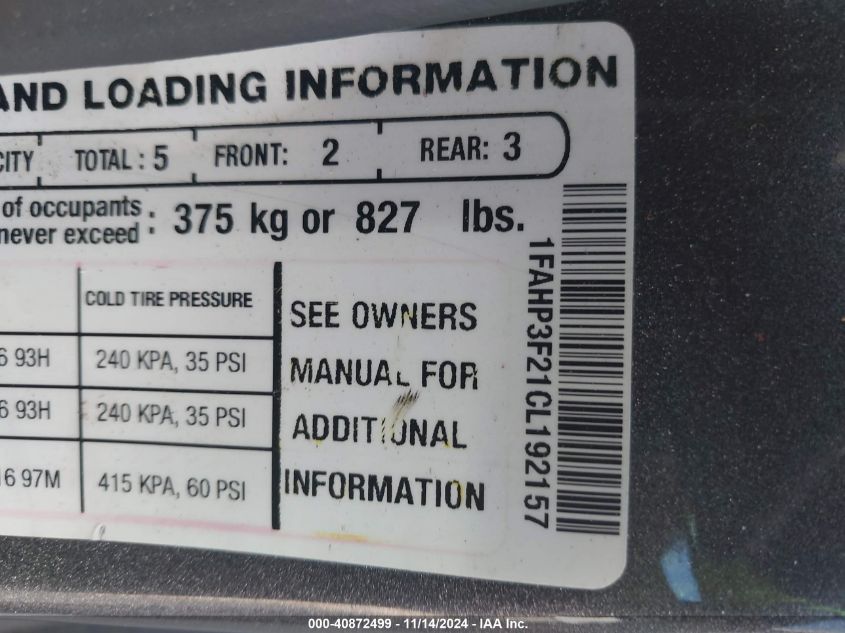 AND LOADING INFORMATION
CITY TOTAL : 5 FRONT: 2 REAR: 3
of occupants
never exceed : 375 kg or 827 lbs.
COLD TIRE PRESSURE
6 93H 240 KPA, 35 PSI
6 93H 240 KPA, 35 PSI
16 97M 415 KPA, 60 PSI
SEE OWNERS
MANUAL FOR
ADDITIONAL
INFORMATION
1FAHP3F21CL192157
000-40872499 - 11/14/2024 - IAA Inc.